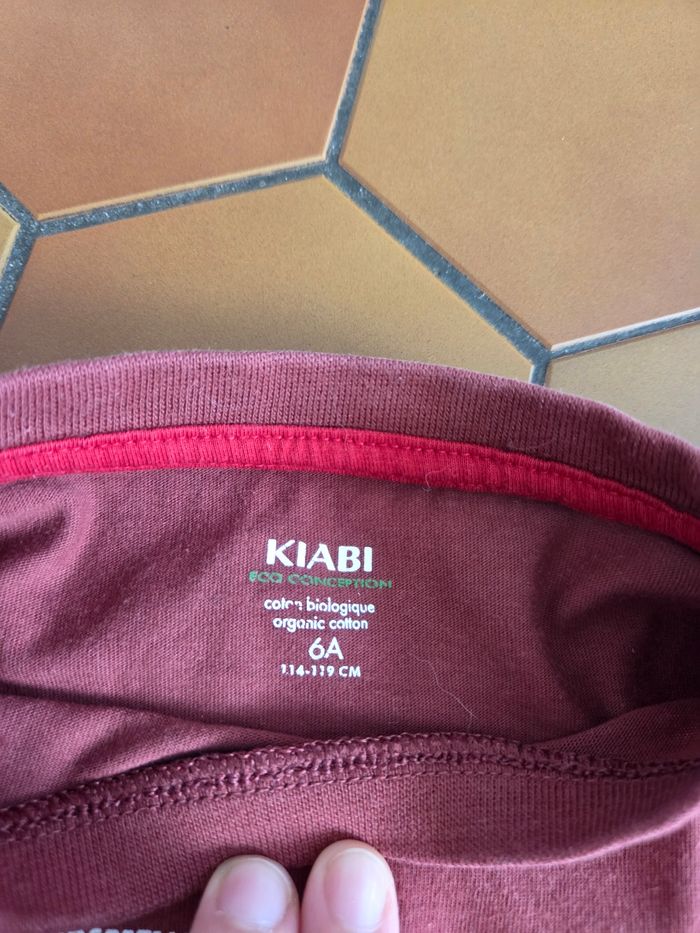 KIABI
ECO CONCEPTION
coton biologique
organic cotton
6A
114-119 CM